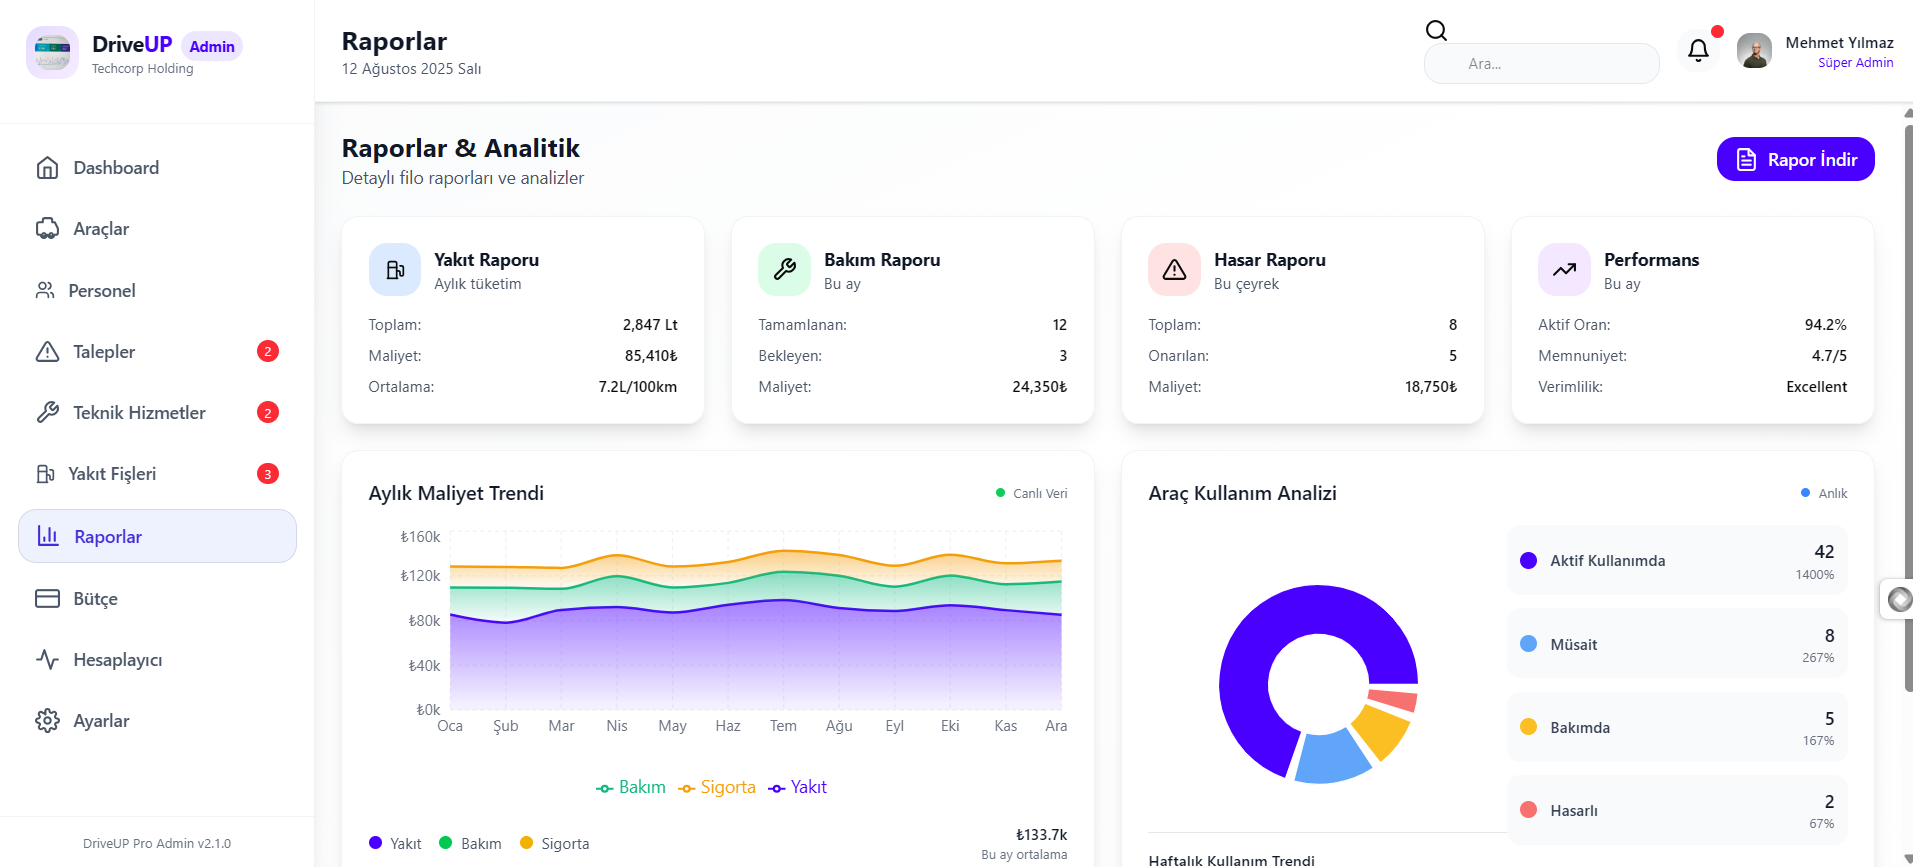 DriveUP Admin
Techcorp Holding
Dashboard
Araçlar
Personel
Talepler 2
Teknik Hizmetler 2
Yakıt Fişleri 3
Raporlar
Bütçe
Hesaplayıcı
Ayarlar
DriveUP Pro Admin v2.1.0
Raporlar
12 Ağustos 2025 Salı
Ara...
Mehmet Yılmaz
Süper Admin
Raporlar & Analitik
Detaylı filo raporları ve analizler
Rapor İndir
Yakıt Raporu
Aylık tüketim
Toplam: 2,847 Lt
Maliyet: 85,410₺
Ortalama: 7.2L/100km
Bakım Raporu
Bu ay
Tamamlanan: 12
Bekleyen: 3
Maliyet: 24,350₺
Hasar Raporu
Bu çeyrek
Toplam: 8
Onarılan: 5
Maliyet: 18,750₺
Performans
Bu ay
Aktif Oran: 94.2%
Memnuniyet: 4.7/5
Verimlilik: Excellent
Aylık Maliyet Trendi
Canlı Veri
₺160k
₺120k
₺80k
₺40k
₺0k
Oca Şub Mar Nis May Haz Tem Ağu Eyl Eki Kas Ara
Bakım Sigorta Yakıt
Yakıt Bakım Sigorta
₺133.7k
Bu ay ortalama
Araç Kullanım Analizi
Anlık
Aktif Kullanımda 42
1400%
Müsait 8
267%
Bakımda 5
167%
Hasarlı 2
67%
Haftalık Kullanım Trendi